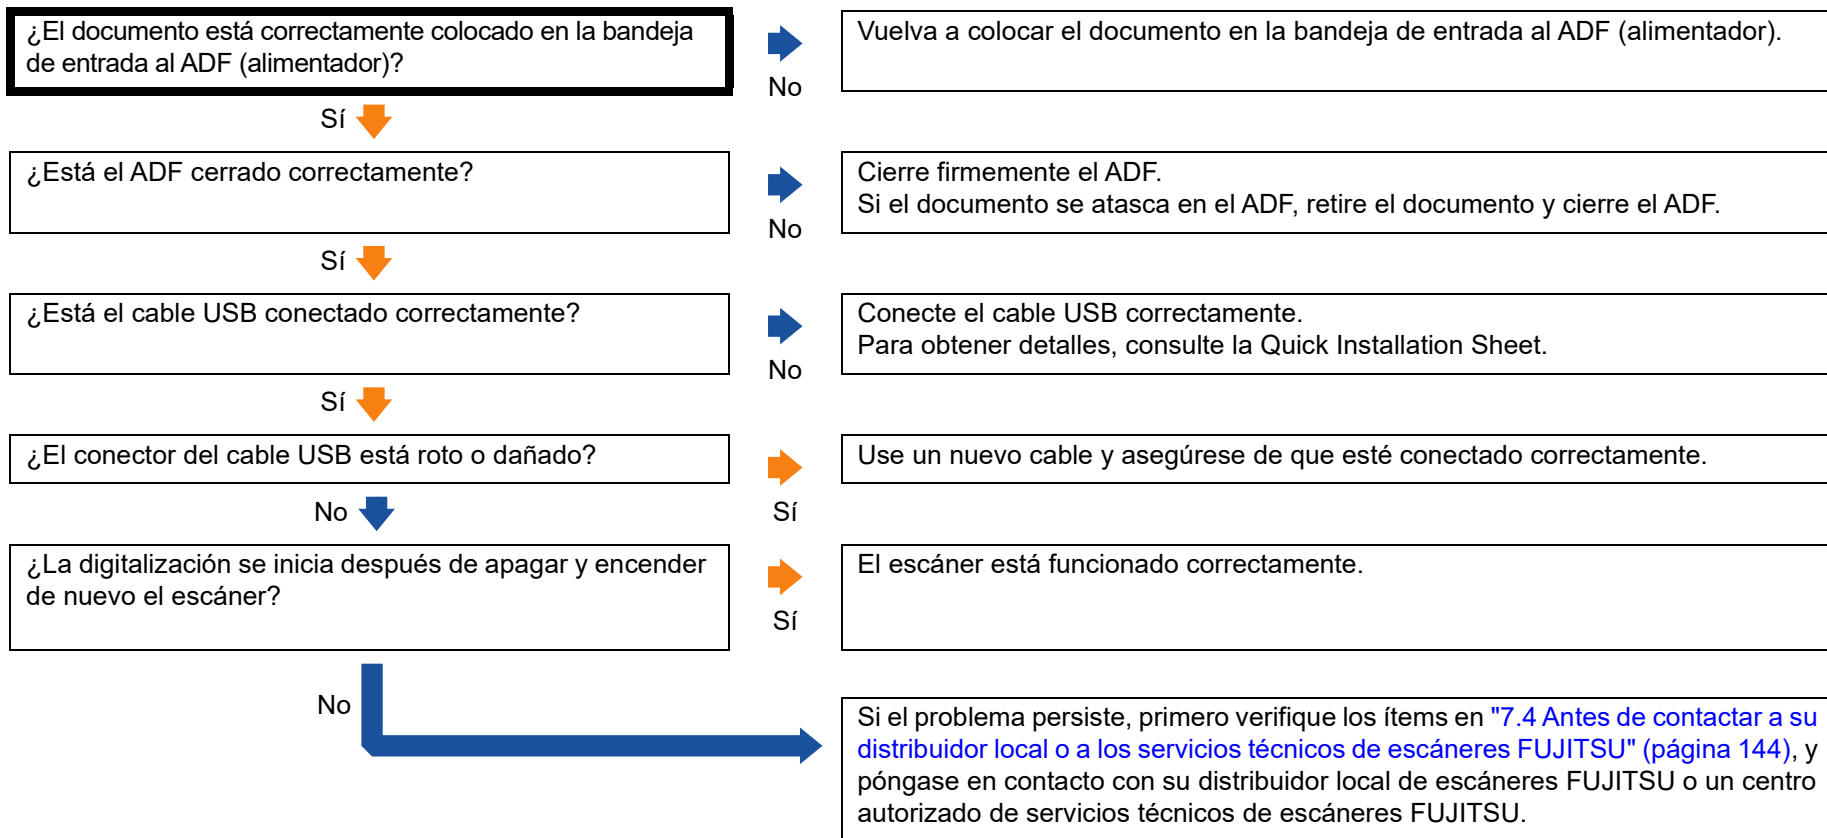 ¿El documento está correctamente colocado en la bandeja
de entrada al ADF (alimentador)?
No
Vuelva a colocar el documento en la bandeja de entrada al ADF (alimentador).
Sí
¿Está el ADF cerrado correctamente?
No
Cierre firmemente el ADF.
Si el documento se atasca en el ADF, retire el documento y cierre el ADF.
Sí
¿Está el cable USB conectado correctamente?
No
Conecte el cable USB correctamente.
Para obtener detalles, consulte la Quick Installation Sheet.
Sí
¿El conector del cable USB está roto o dañado?
Sí
Use un nuevo cable y asegúrese de que esté conectado correctamente.
No
¿La digitalización se inicia después de apagar y encender
de nuevo el escáner?
Sí
El escáner está funcionado correctamente.
No
Si el problema persiste, primero verifique los ítems en "7.4 Antes de contactar a su
distribuidor local o a los servicios técnicos de escáneres FUJITSU" (página 144), y
póngase en contacto con su distribuidor local de escáneres FUJITSU o un centro
autorizado de servicios técnicos de escáneres FUJITSU.